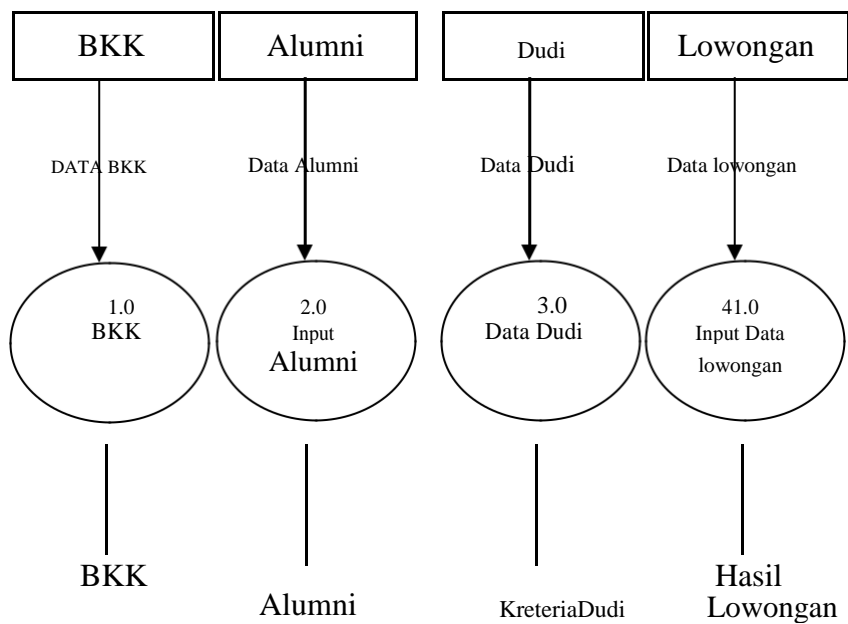 BKK
Alumni
Dudi
Lowongan
DATA BKK
Data Alumni
Data Dudi
Data lowongan
1.0
BKK
2.0
Input
Alumni
3.0
Data Dudi
41.0
Input Data
lowongan
BKK
Alumni
KreteriaDudi
Hasil
Lowongan